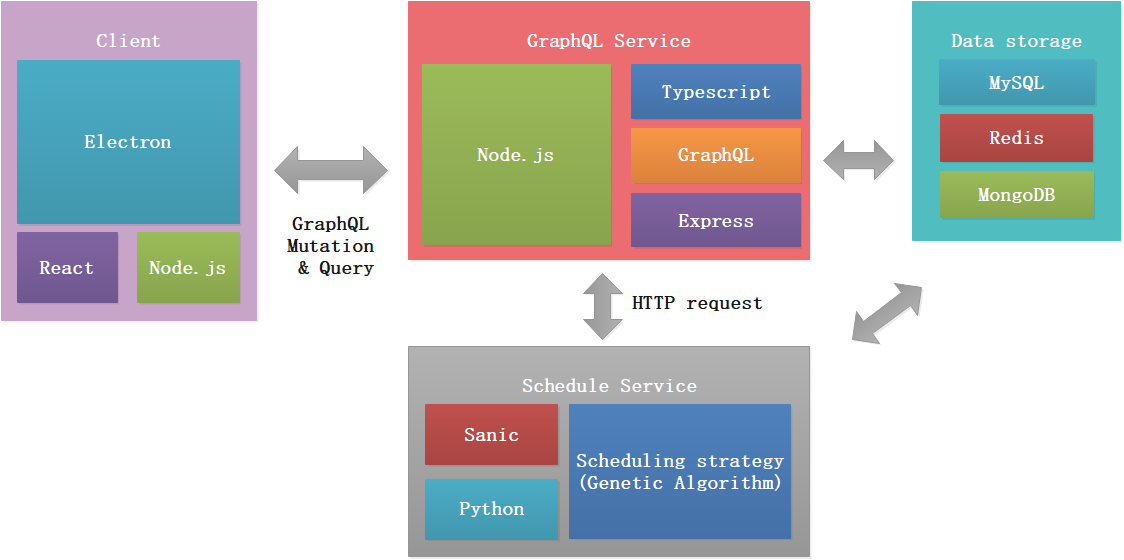 Client
Electron
React
Node.js
GraphQL
Mutation
& Query
GraphQL Service
Node.js
Typescript
GraphQL
Express
Data storage
MySQL
Redis
MongoDB
HTTP request
Schedule Service
Sanic
Python
Scheduling strategy
(Genetic Algorithm)